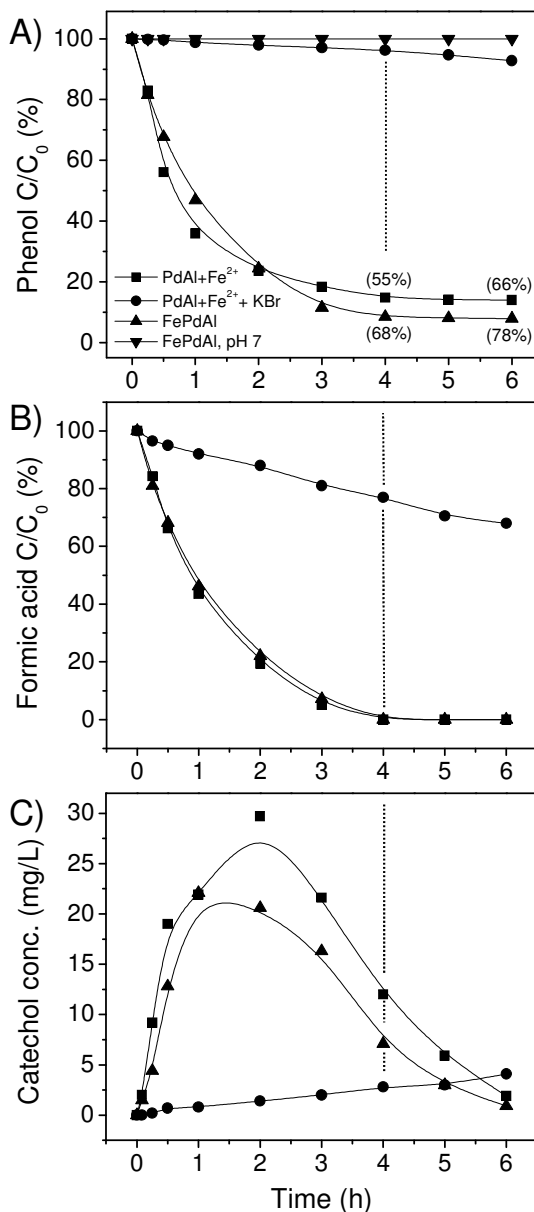 A)
Phenol C/C₀ (%)
100
80
60
40
20
0
PdAl+Fe²⁺
PdAl+Fe²⁺+ KBr
FePdAl
FePdAl, pH 7
(55%)
(66%)
(68%)
(78%)
0 1 2 3 4 5 6
B)
Formic acid C/C₀ (%)
100
80
60
40
20
0
0 1 2 3 4 5 6
C)
Catechol conc. (mg/L)
30
25
20
15
10
5
0
0 1 2 3 4 5 6
Time (h)